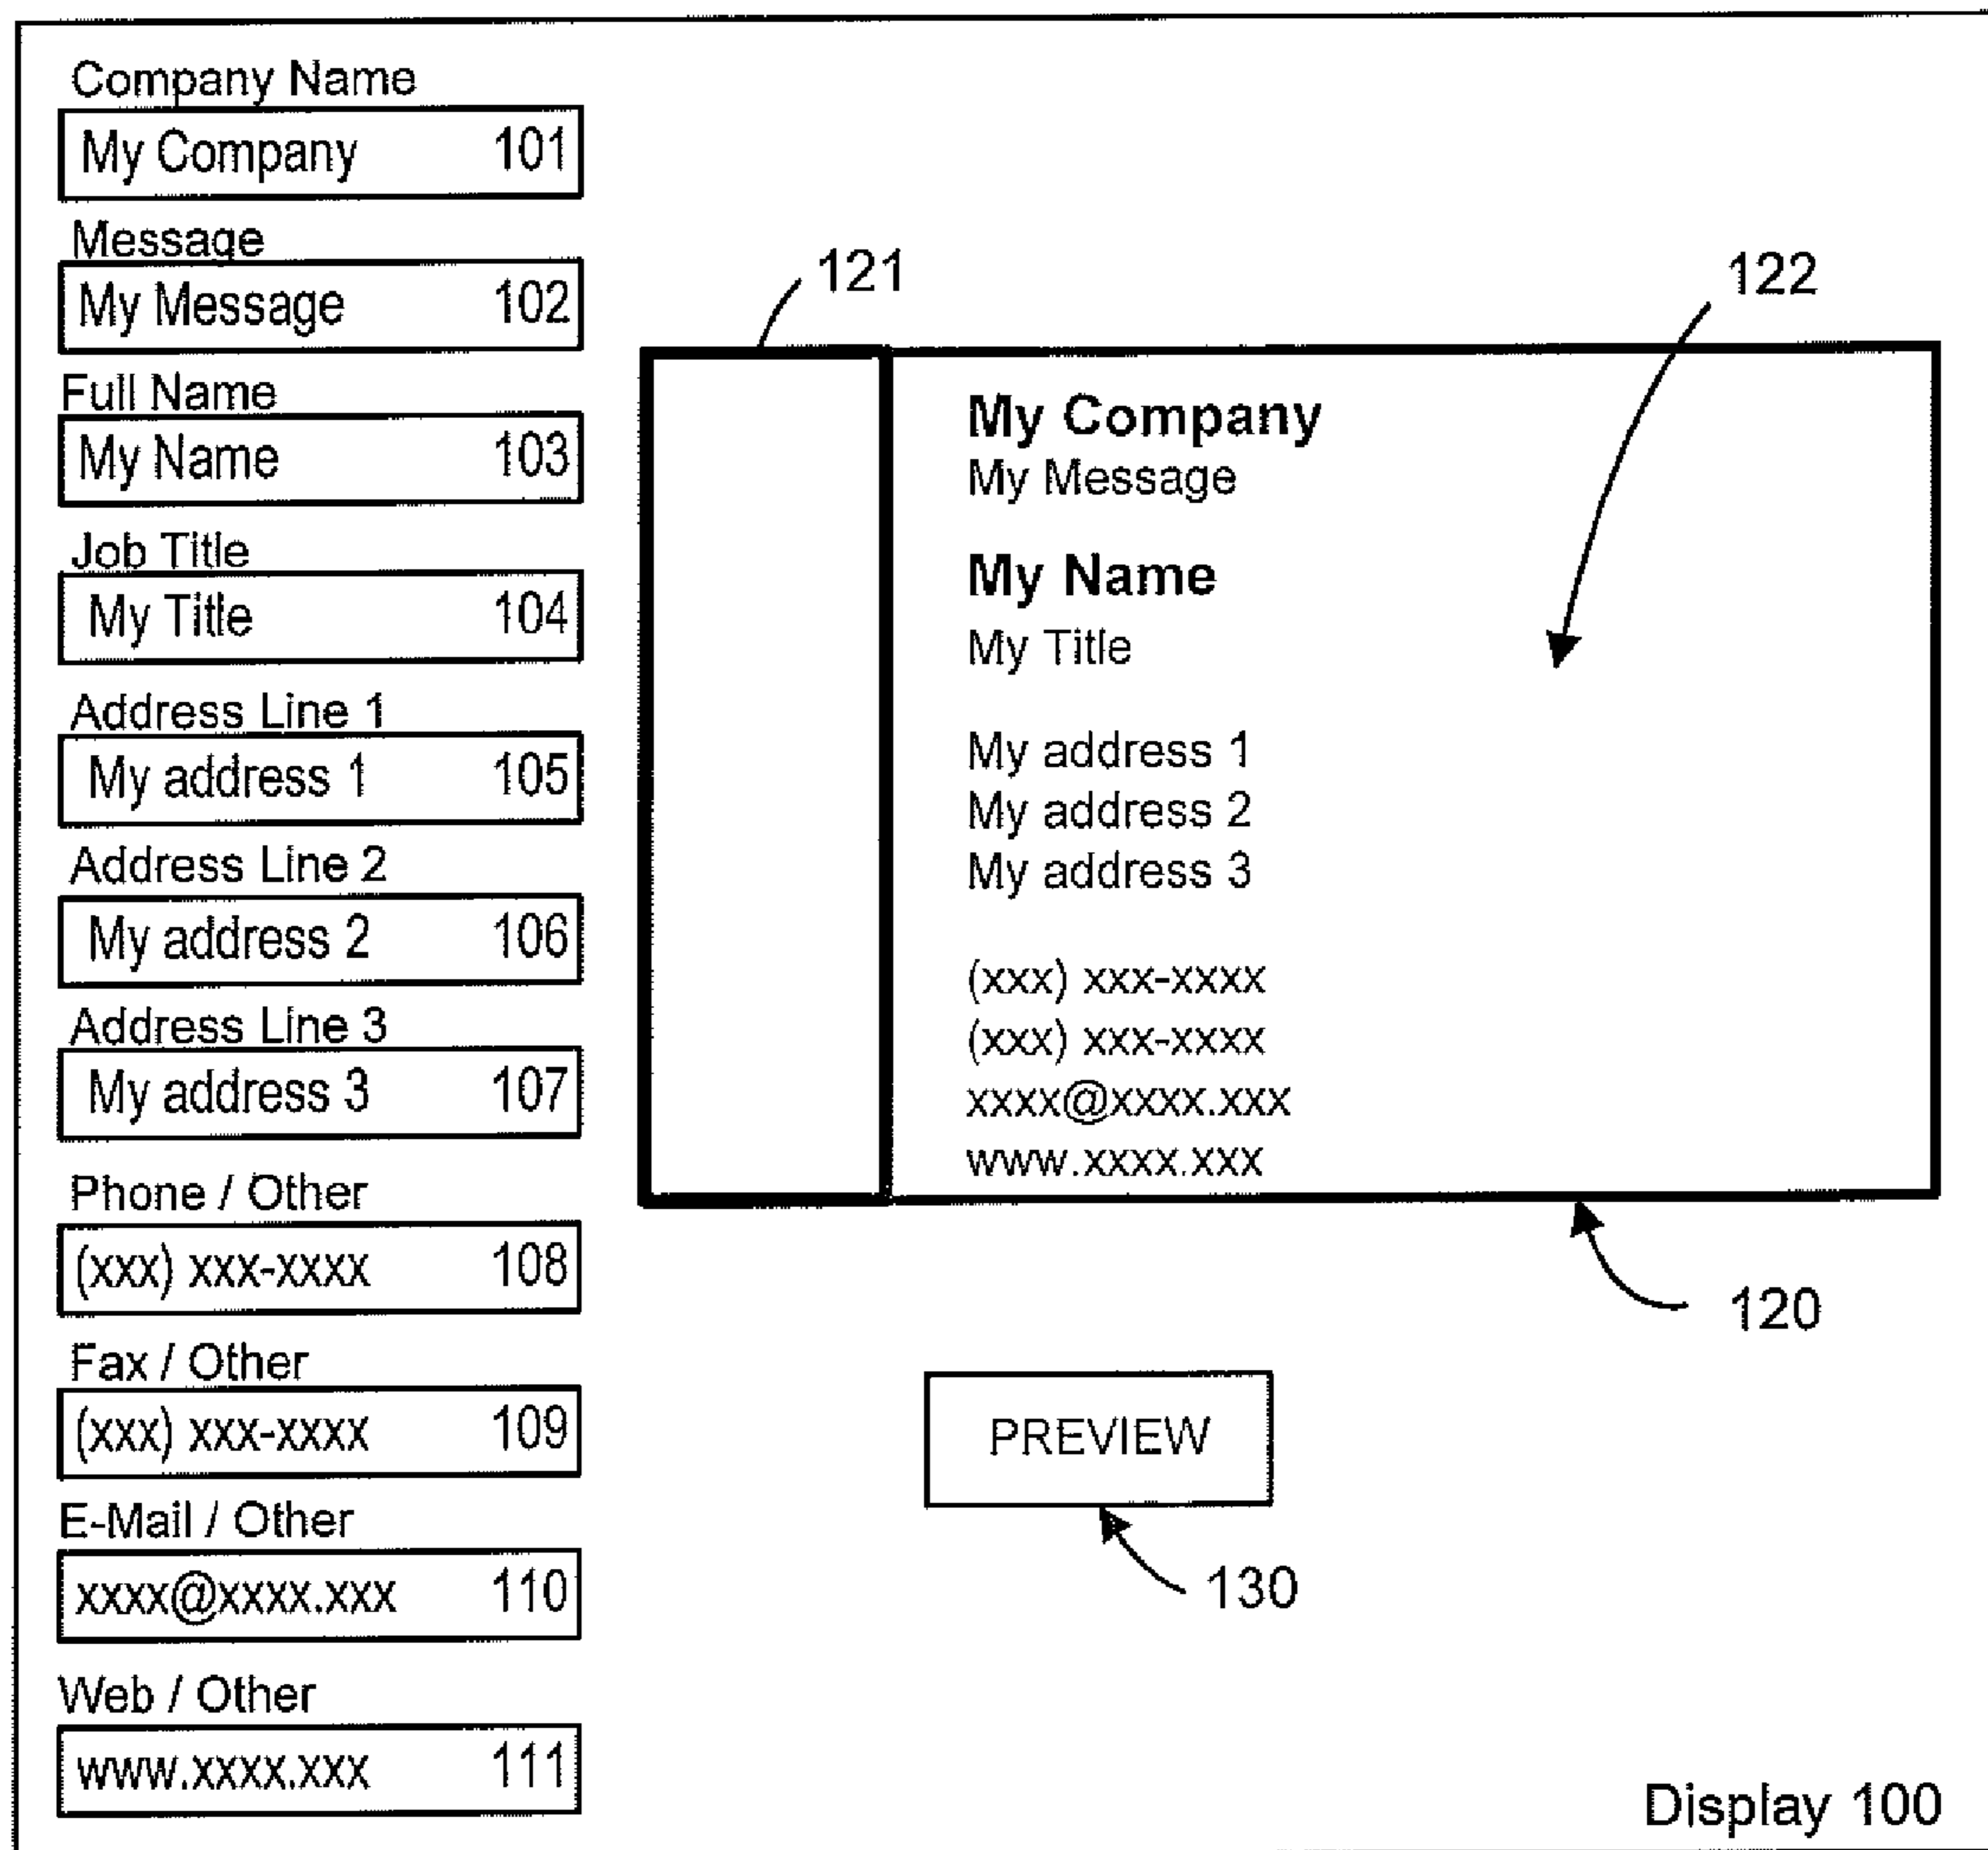 Company Name
My Company 101
Message
My Message 102
Full Name
My Name 103
Job Title
My Title 104
Address Line 1
My address 1 105
Address Line 2
My address 2 106
Address Line 3
My address 3 107
Phone / Other
(xxx) xxx-xxxx 108
Fax / Other
(xxx) xxx-xxxx 109
E-Mail / Other
xxxx@xxxx.xxx 110
Web / Other
www.xxxx.xxx 111
121
122
My Company
My Message
My Name
My Title
My address 1
My address 2
My address 3
(xxx) xxx-xxxx
(xxx) xxx-xxxx
xxxx@xxxx.xxx
www.xxxx.xxx
120
PREVIEW
130
Display 100